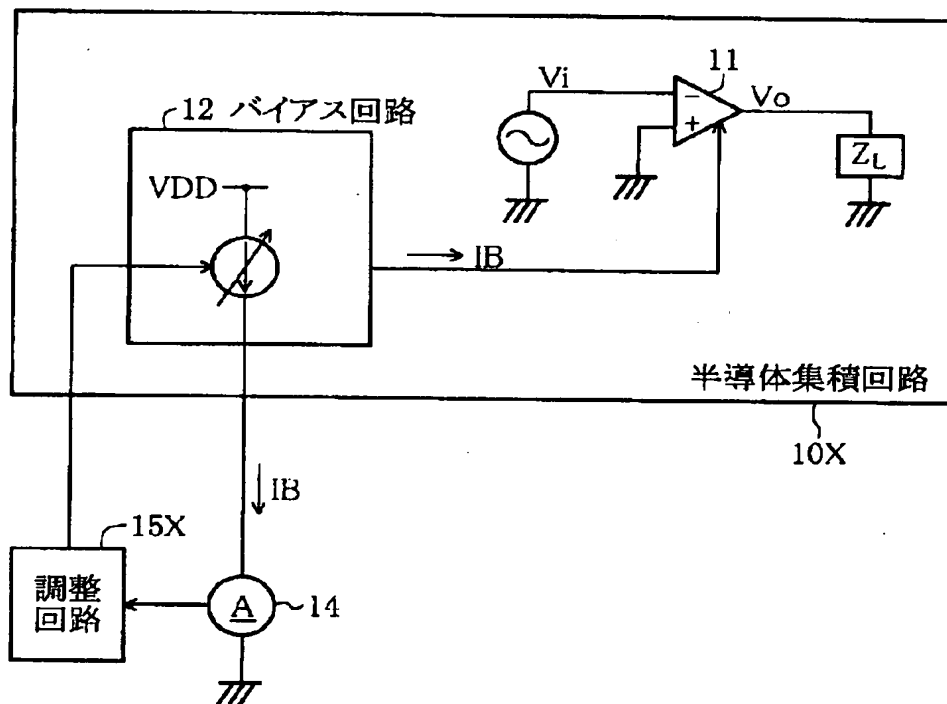 11
Vi
Vo
−
+
ZL
12 バイアス回路
VDD
IB
半導体集積回路
10X
IB
15X
調整
回路
A
14